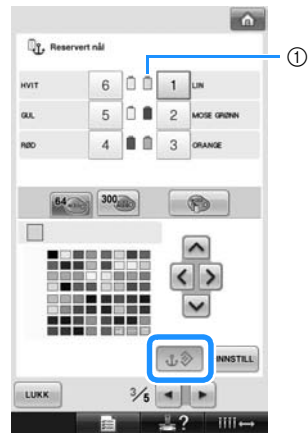 Reservert nål
①
HVIT 6 1 LIN
GUL 5 2 MOSE GRØNN
RØD 4 3 ORANGE
64 300
INNSTILL
LUKK 3/5
?